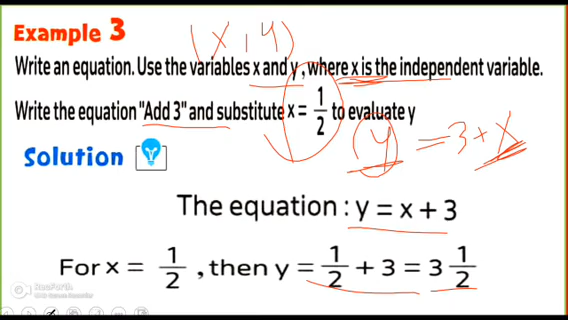 Example 3
(x, y)
Write an equation. Use the variables x and y, where x is the independent variable.
Write the equation "Add 3" and substitute x = 1/2 to evaluate y
y = 3 + x
Solution
The equation : y = x + 3
For x = 1/2 , then y = 1/2 + 3 = 3 1/2